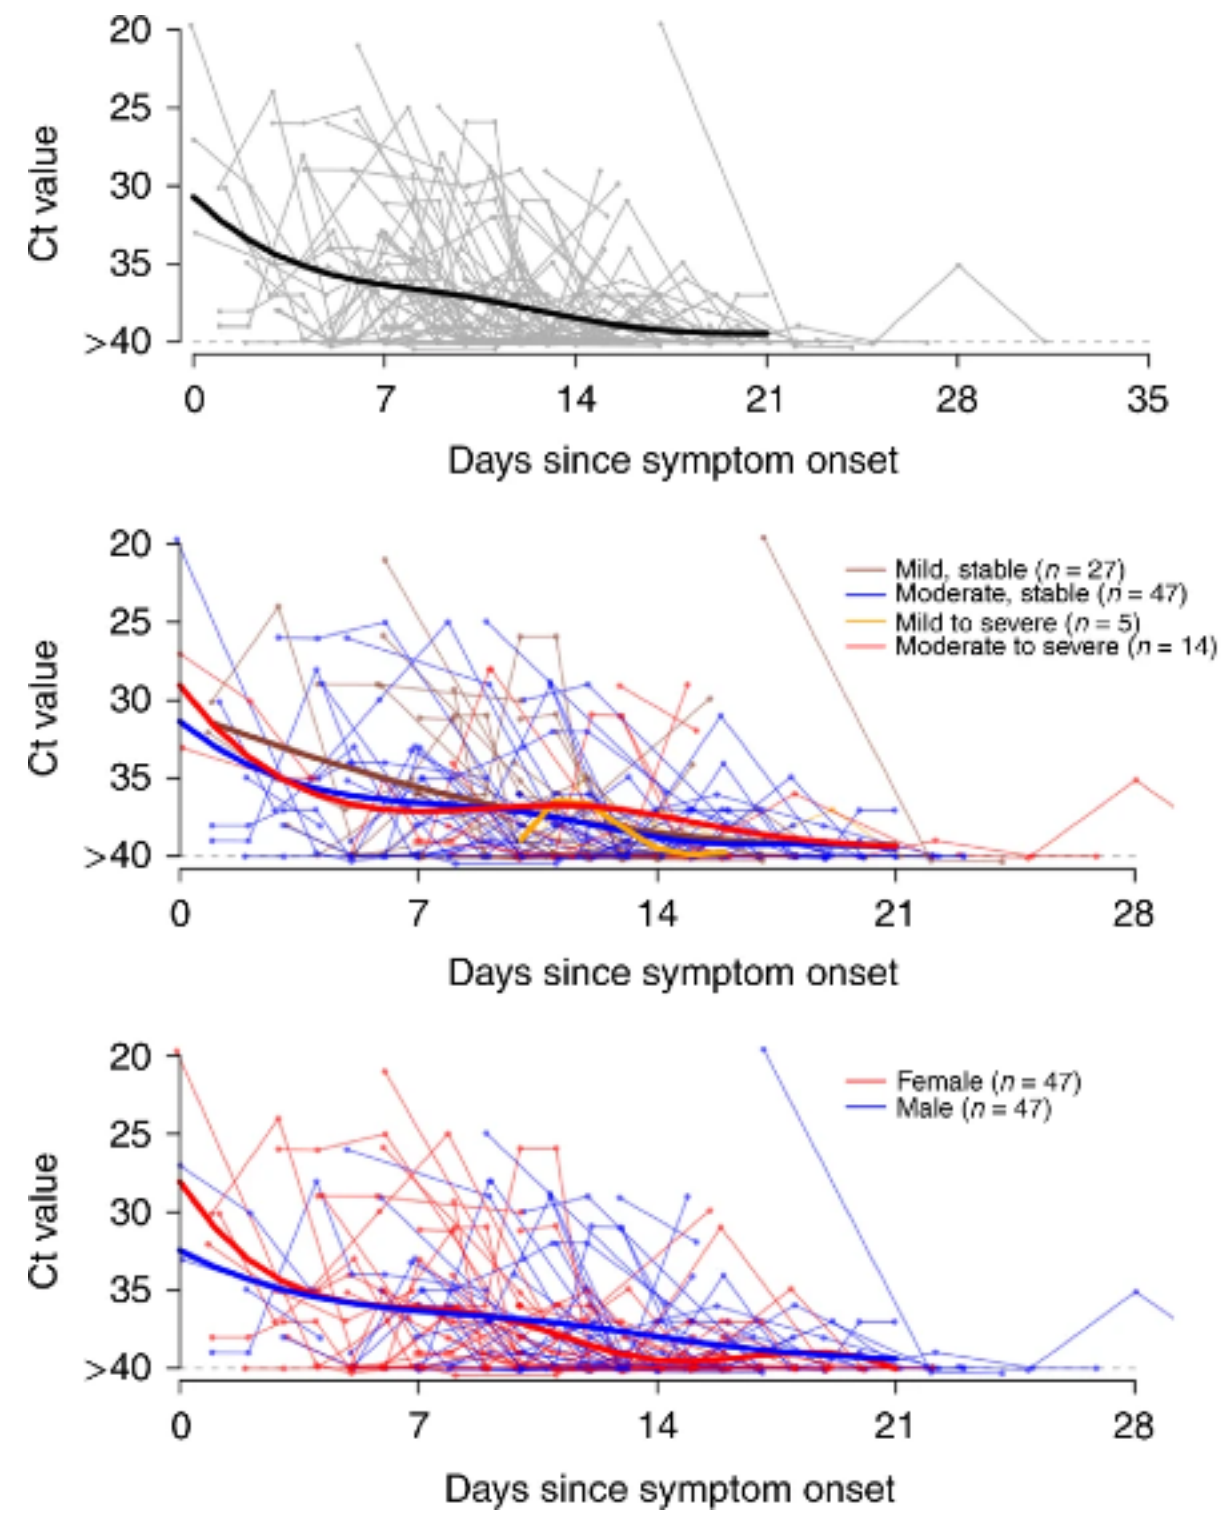 20
25
30
35
>40
Ct value
0 7 14 21 28 35
Days since symptom onset
20
25
30
35
>40
Ct value
Mild, stable (n = 27)
Moderate, stable (n = 47)
Mild to severe (n = 5)
Moderate to severe (n = 14)
0 7 14 21 28
Days since symptom onset
20
25
30
35
>40
Ct value
Female (n = 47)
Male (n = 47)
0 7 14 21 28
Days since symptom onset